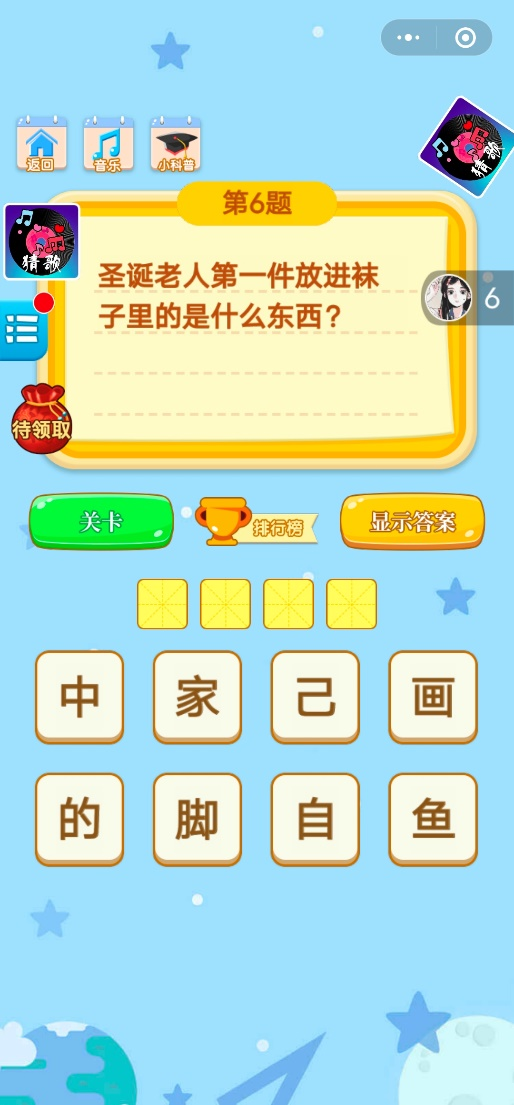 返回
音乐
小科普
猜歌
第6题
猜歌
圣诞老人第一件放进袜
子里的是什么东西？
6
待领取
关卡
排行榜
显示答案
中
家
己
画
的
脚
自
鱼